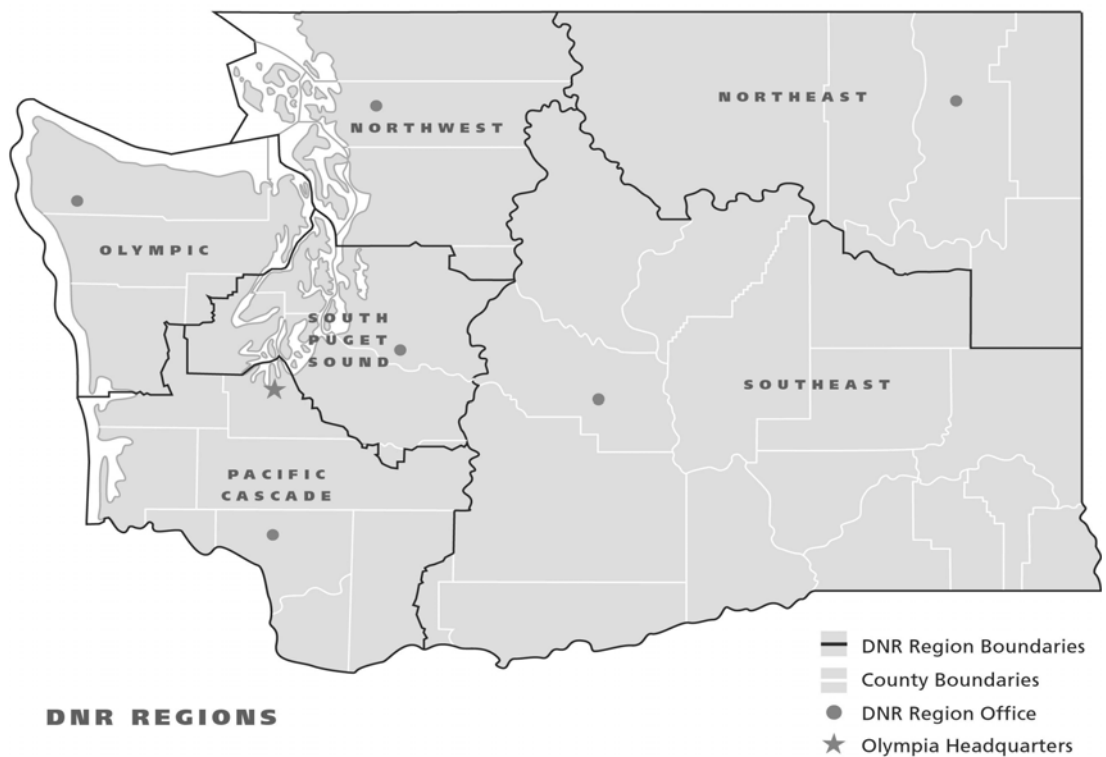 NORTHEAST
NORTHWEST
OLYMPIC
SOUTH
PUGET
SOUND
SOUTHEAST
PACIFIC
CASCADE
DNR Region Boundaries
County Boundaries
DNR Region Office
Olympia Headquarters
DNR REGIONS